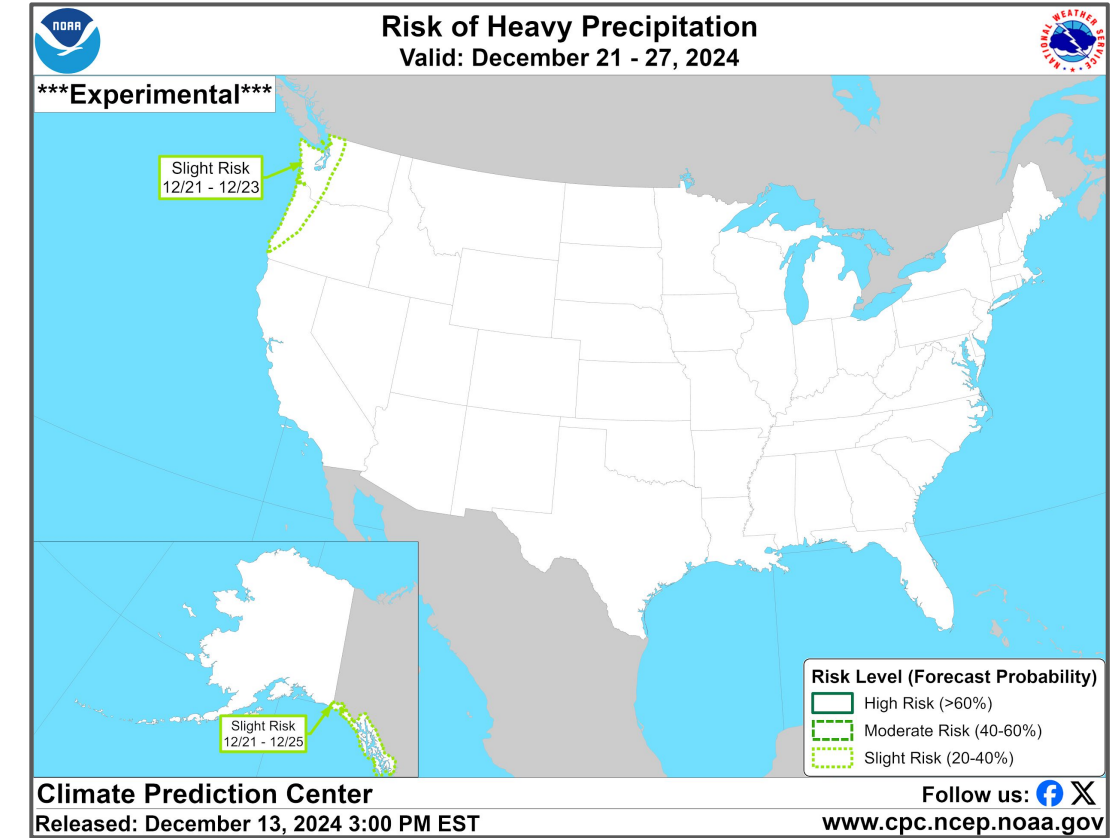 NOAA
Risk of Heavy Precipitation
Valid: December 21 - 27, 2024
NATIONAL WEATHER SERVICE
***Experimental***
Slight Risk
12/21 - 12/23
Slight Risk
12/21 - 12/25
Risk Level (Forecast Probability)
High Risk (>60%)
Moderate Risk (40-60%)
Slight Risk (20-40%)
Climate Prediction Center
Released: December 13, 2024 3:00 PM EST
Follow us:
www.cpc.ncep.noaa.gov